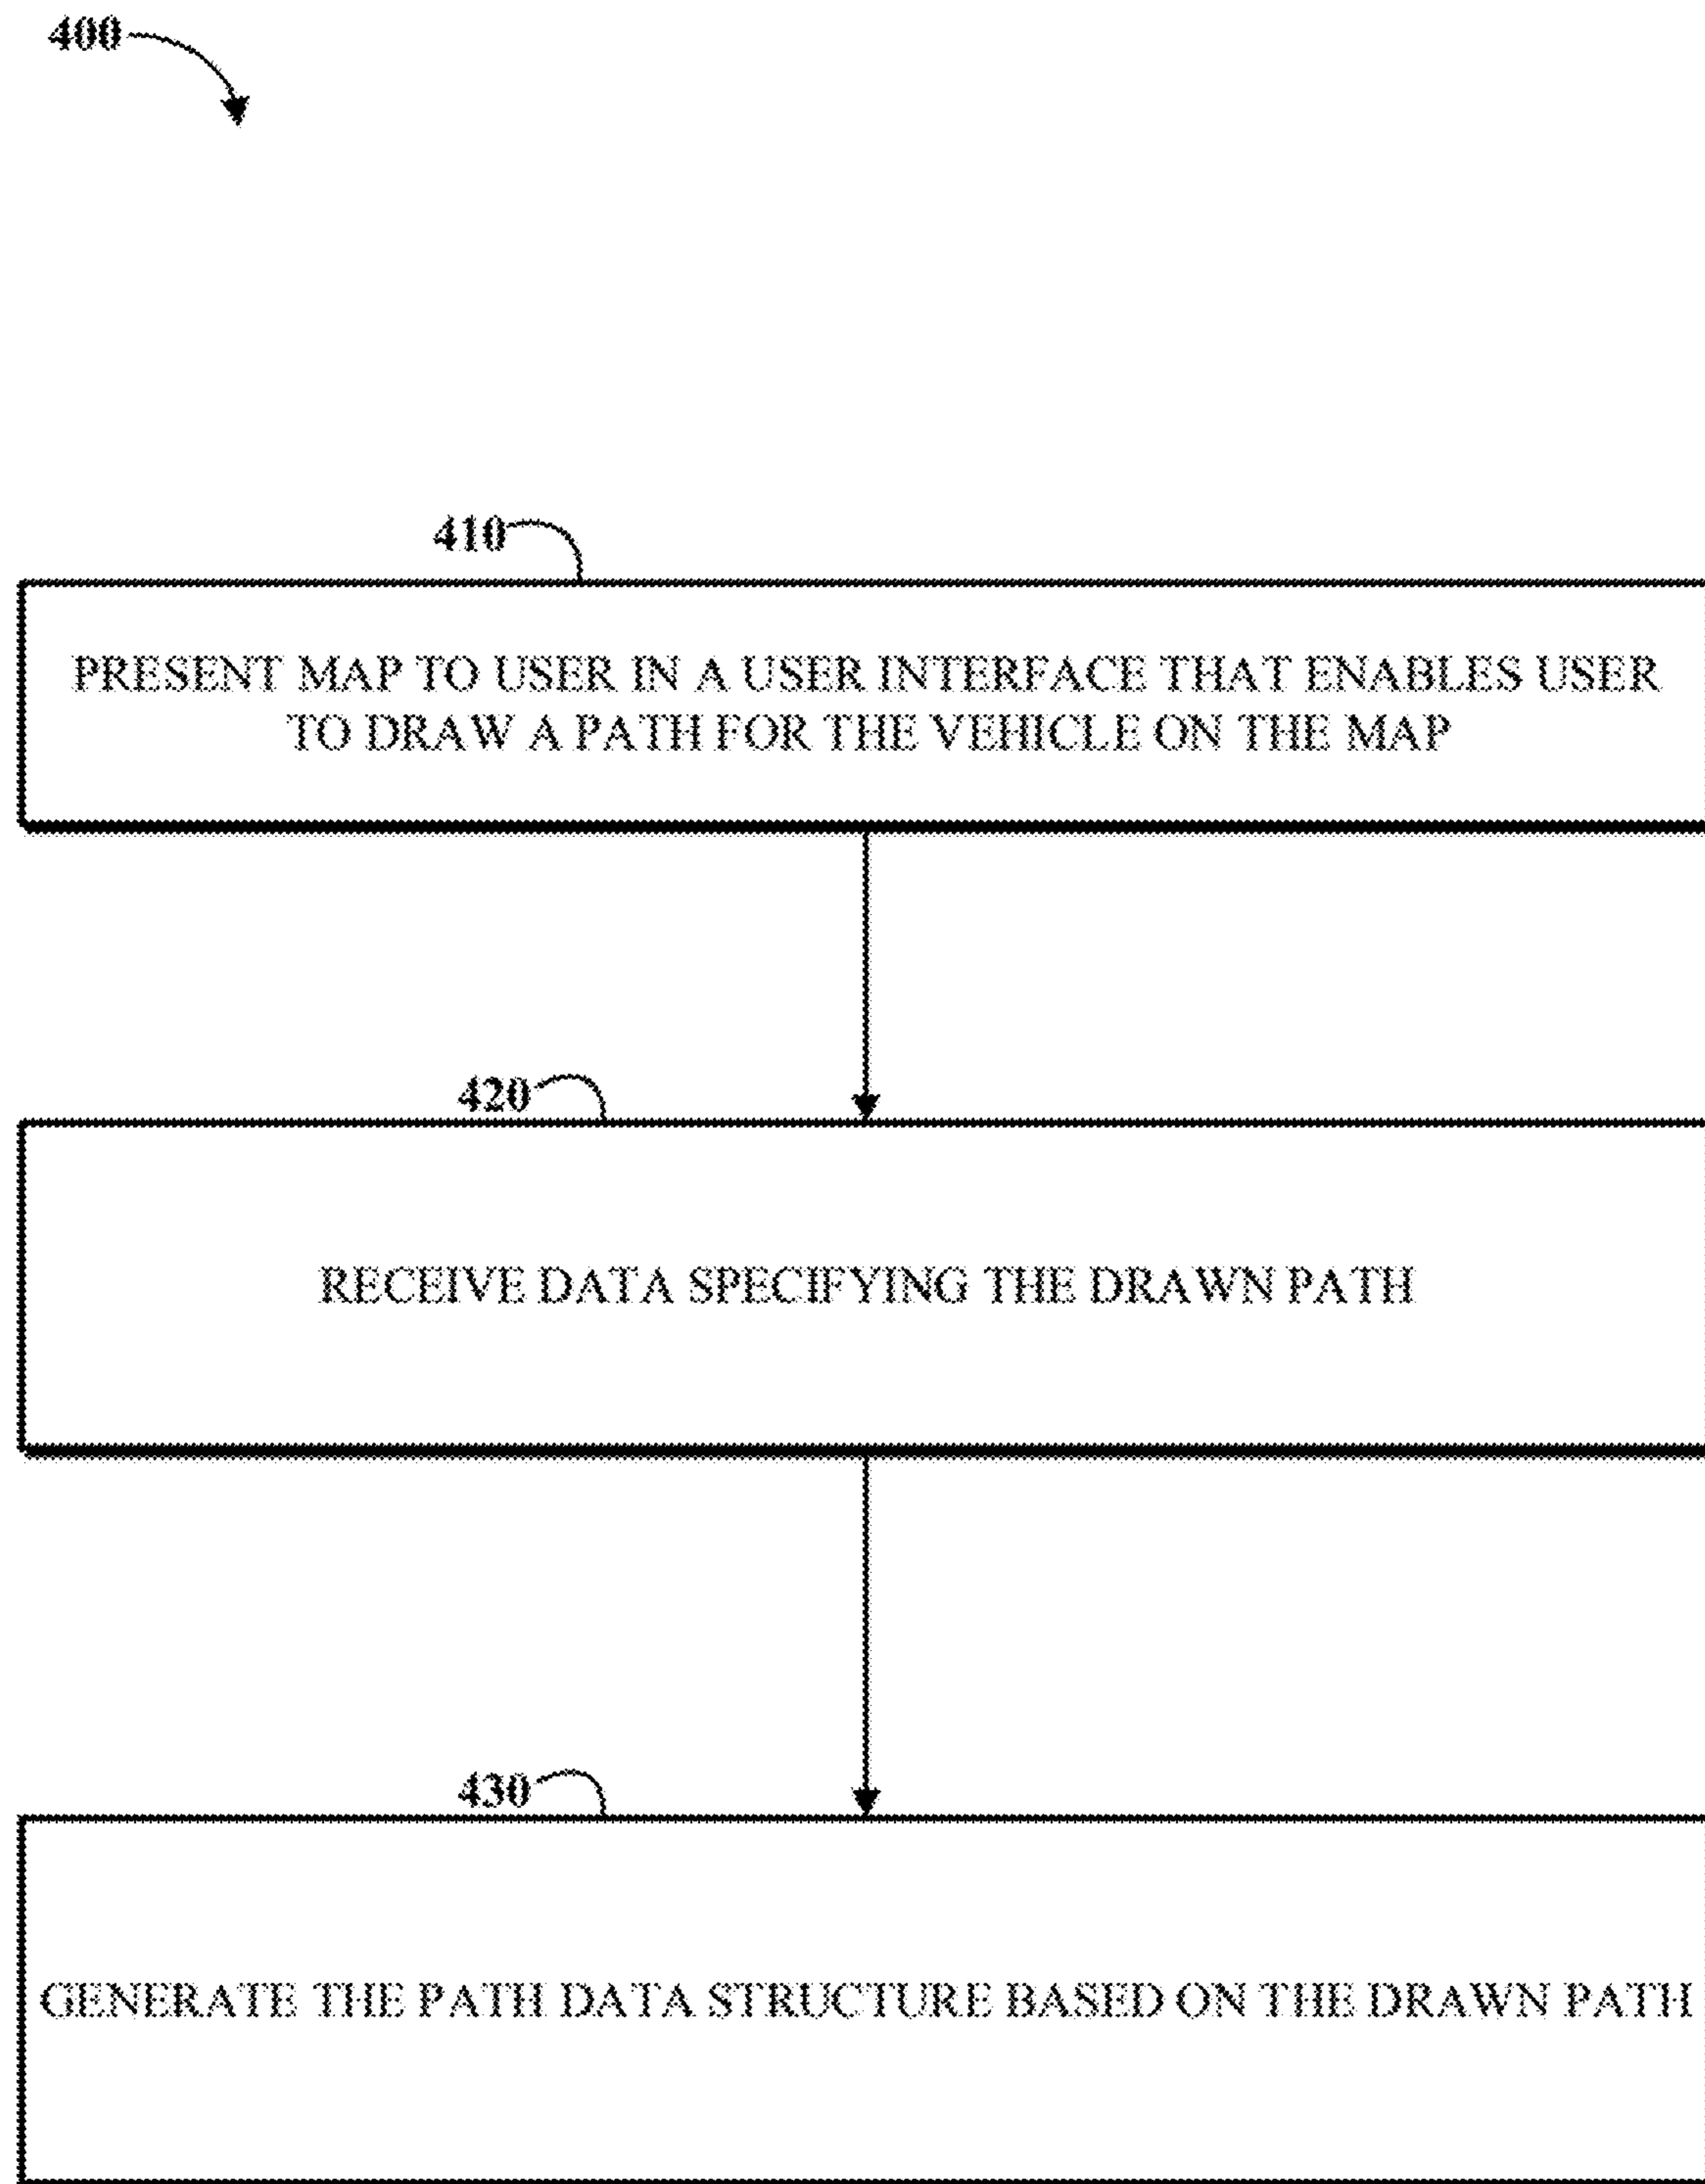 400
410
PRESENT MAP TO USER IN A USER INTERFACE THAT ENABLES USER
TO DRAW A PATH FOR THE VEHICLE ON THE MAP
420
RECEIVE DATA SPECIFYING THE DRAWN PATH
430
GENERATE THE PATH DATA STRUCTURE BASED ON THE DRAWN PATH